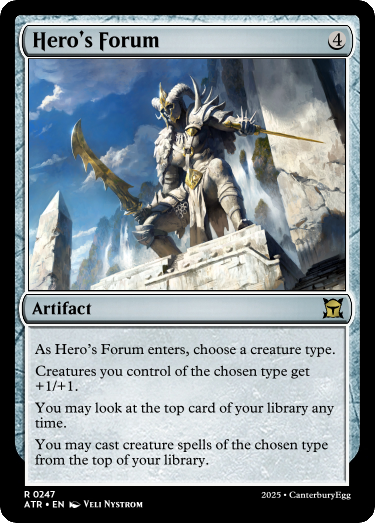 Hero's Forum 4
Artifact
As Hero's Forum enters, choose a creature type.
Creatures you control of the chosen type get
+1/+1.
You may look at the top card of your library any
time.
You may cast creature spells of the chosen type
from the top of your library.
R 0247
ATR • EN Veli Nystrom 2025 • CanterburyEgg